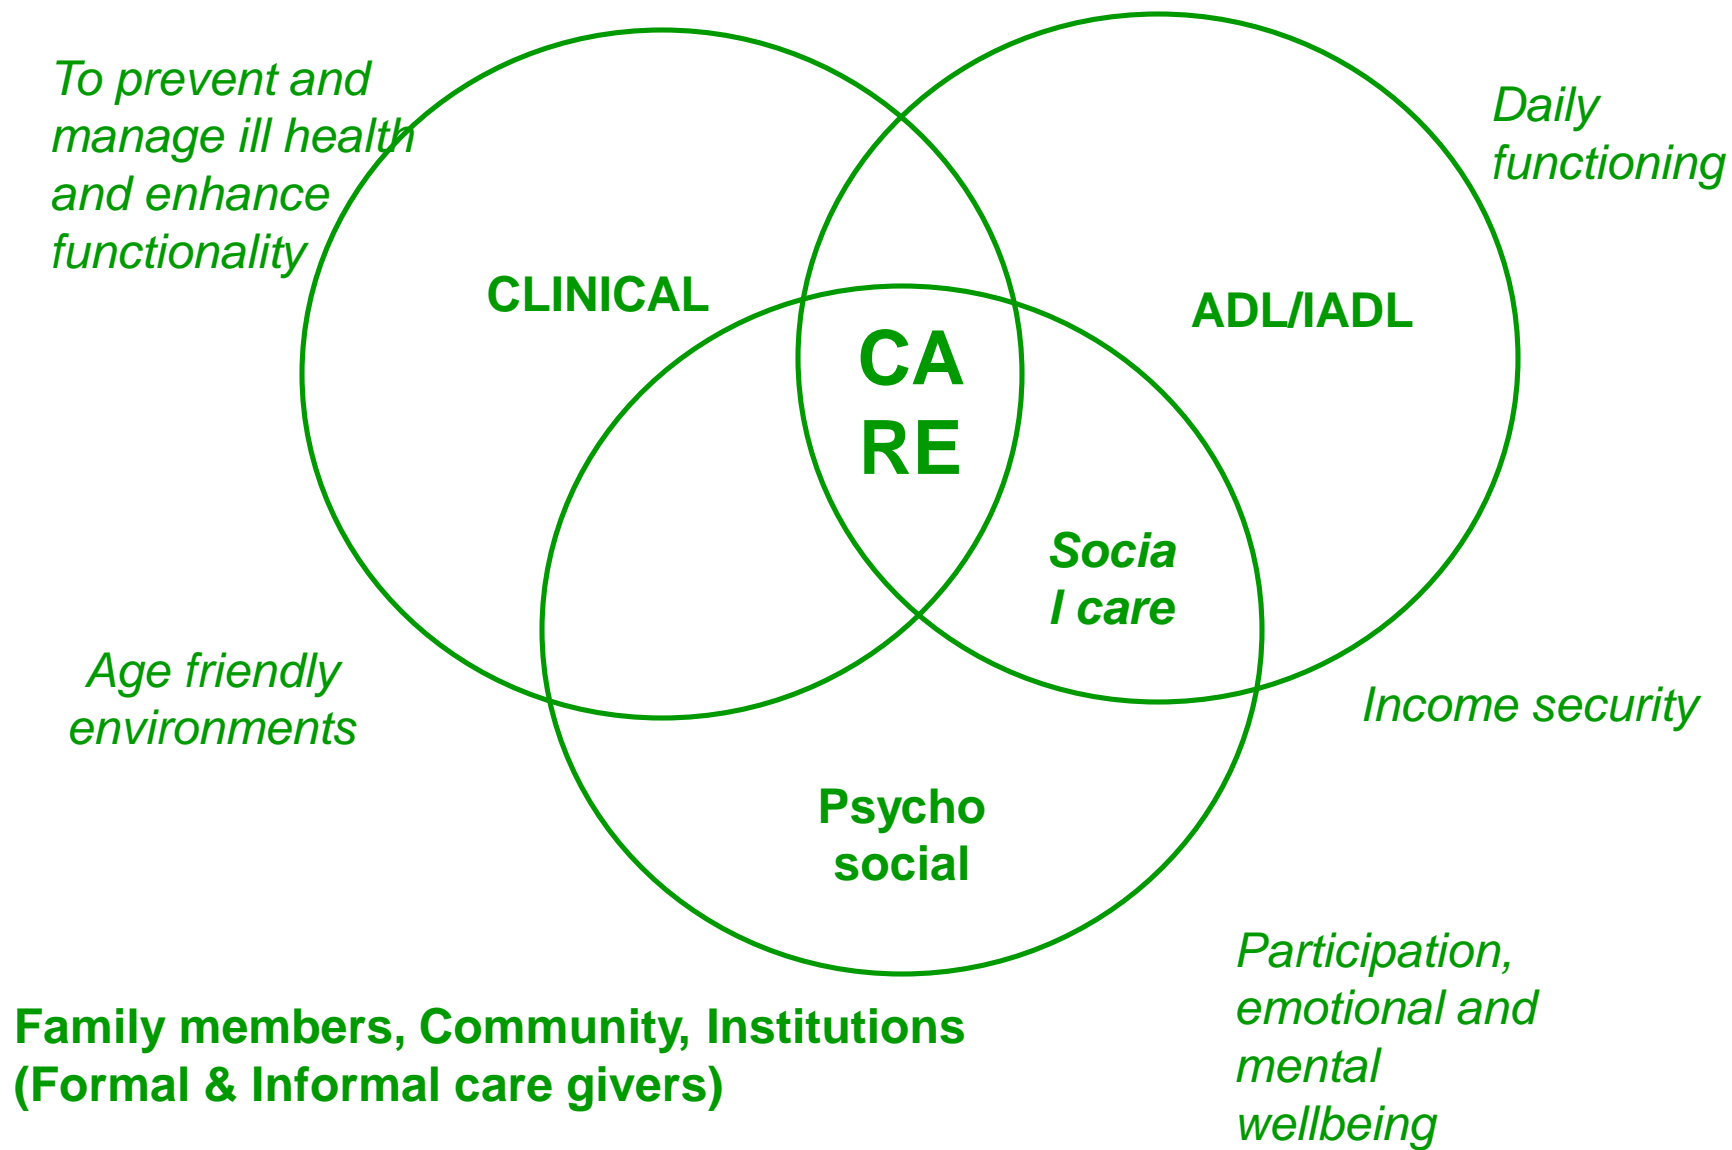 To prevent and
manage ill health
and enhance
functionality
Daily
functioning
CLINICAL
ADL/IADL
CA
RE
Socia
l care
Age friendly
environments
Income security
Psycho
social
Participation,
emotional and
mental
wellbeing
Family members, Community, Institutions
(Formal & Informal care givers)